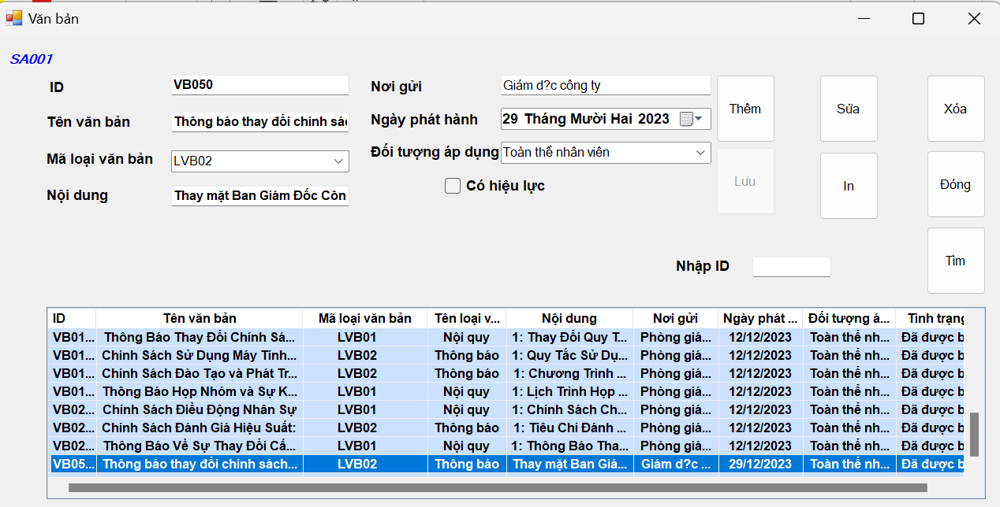 Văn bản
SA001
ID VB050 Nơi gửi Giám d?c công ty Thêm Sửa Xóa
Tên văn bản Thông báo thay đổi chính sá Ngày phát hành 29 Tháng Mười Hai 2023
Mã loại văn bản LVB02 Đối tượng áp dụng Toàn thể nhân viên
Nội dung Thay mặt Ban Giám Đốc Côn Có hiệu lực Lưu In Đóng
Nhập ID Tìm
ID Tên văn bản Mã loại văn bản Tên loại v... Nội dung Nơi gửi Ngày phát ... Đối tượng á... Tình trạng
VB01... Thông Báo Thay Đổi Chính Sá... LVB01 Nội quy 1: Thay Đổi Quy T... Phòng giá... 12/12/2023 Toàn thể nh... Đã được b
VB01... Chính Sách Sử Dụng Máy Tính... LVB02 Thông báo 1: Quy Tắc Sử Dụ... Phòng giá... 12/12/2023 Toàn thể nh... Đã được b
VB01... Chính Sách Đào Tạo và Phát Tr... LVB02 Thông báo 1: Chương Trình ... Phòng giá... 12/12/2023 Toàn thể nh... Đã được b
VB01... Thông Báo Họp Nhóm và Sự K... LVB01 Nội quy 1: Lịch Trình Họp ... Phòng giá... 12/12/2023 Toàn thể nh... Đã được b
VB02... Chính Sách Điều Động Nhân Sự LVB01 Nội quy 1: Chính Sách Ch... Phòng giá... 12/12/2023 Toàn thể nh... Đã được b
VB02... Chính Sách Đánh Giá Hiệu Suất: LVB02 Thông báo 1: Tiêu Chí Đánh ... Phòng giá... 12/12/2023 Toàn thể nh... Đã được b
VB02... Thông Báo Về Sự Thay Đổi Cấ... LVB01 Nội quy 1: Thông Báo Tha... Phòng giá... 12/12/2023 Toàn thể nh... Đã được b
VB05... Thông báo thay đổi chính sách... LVB02 Thông báo Thay mặt Ban Giá... Giám d?c ... 29/12/2023 Toàn thể nh... Đã được b